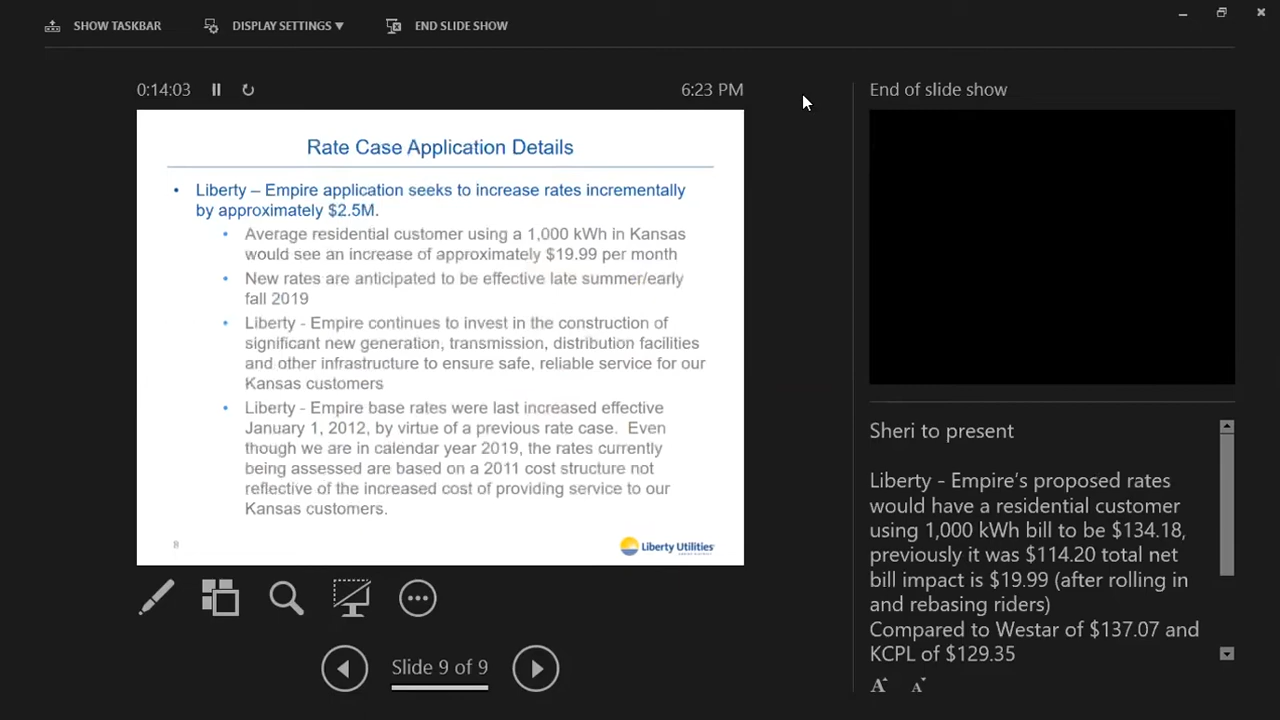 SHOW TASKBAR
DISPLAY SETTINGS ▼
END SLIDE SHOW
0:14:03
6:23 PM
Rate Case Application Details
• Liberty – Empire application seeks to increase rates incrementally
by approximately $2.5M.
• Average residential customer using a 1,000 kWh in Kansas
would see an increase of approximately $19.99 per month
• New rates are anticipated to be effective late summer/early
fall 2019
• Liberty - Empire continues to invest in the construction of
significant new generation, transmission, distribution facilities
and other infrastructure to ensure safe, reliable service for our
Kansas customers
• Liberty - Empire base rates were last increased effective
January 1, 2012, by virtue of a previous rate case.  Even
though we are in calendar year 2019, the rates currently
being assessed are based on a 2011 cost structure not
reflective of the increased cost of providing service to our
Kansas customers.
8
Liberty Utilities
Slide 9 of 9
End of slide show
Sheri to present
Liberty - Empire's proposed rates
would have a residential customer
using 1,000 kWh bill to be $134.18,
previously it was $114.20 total net
bill impact is $19.99 (after rolling in
and rebasing riders)
Compared to Westar of $137.07 and
KCPL of $129.35
A A